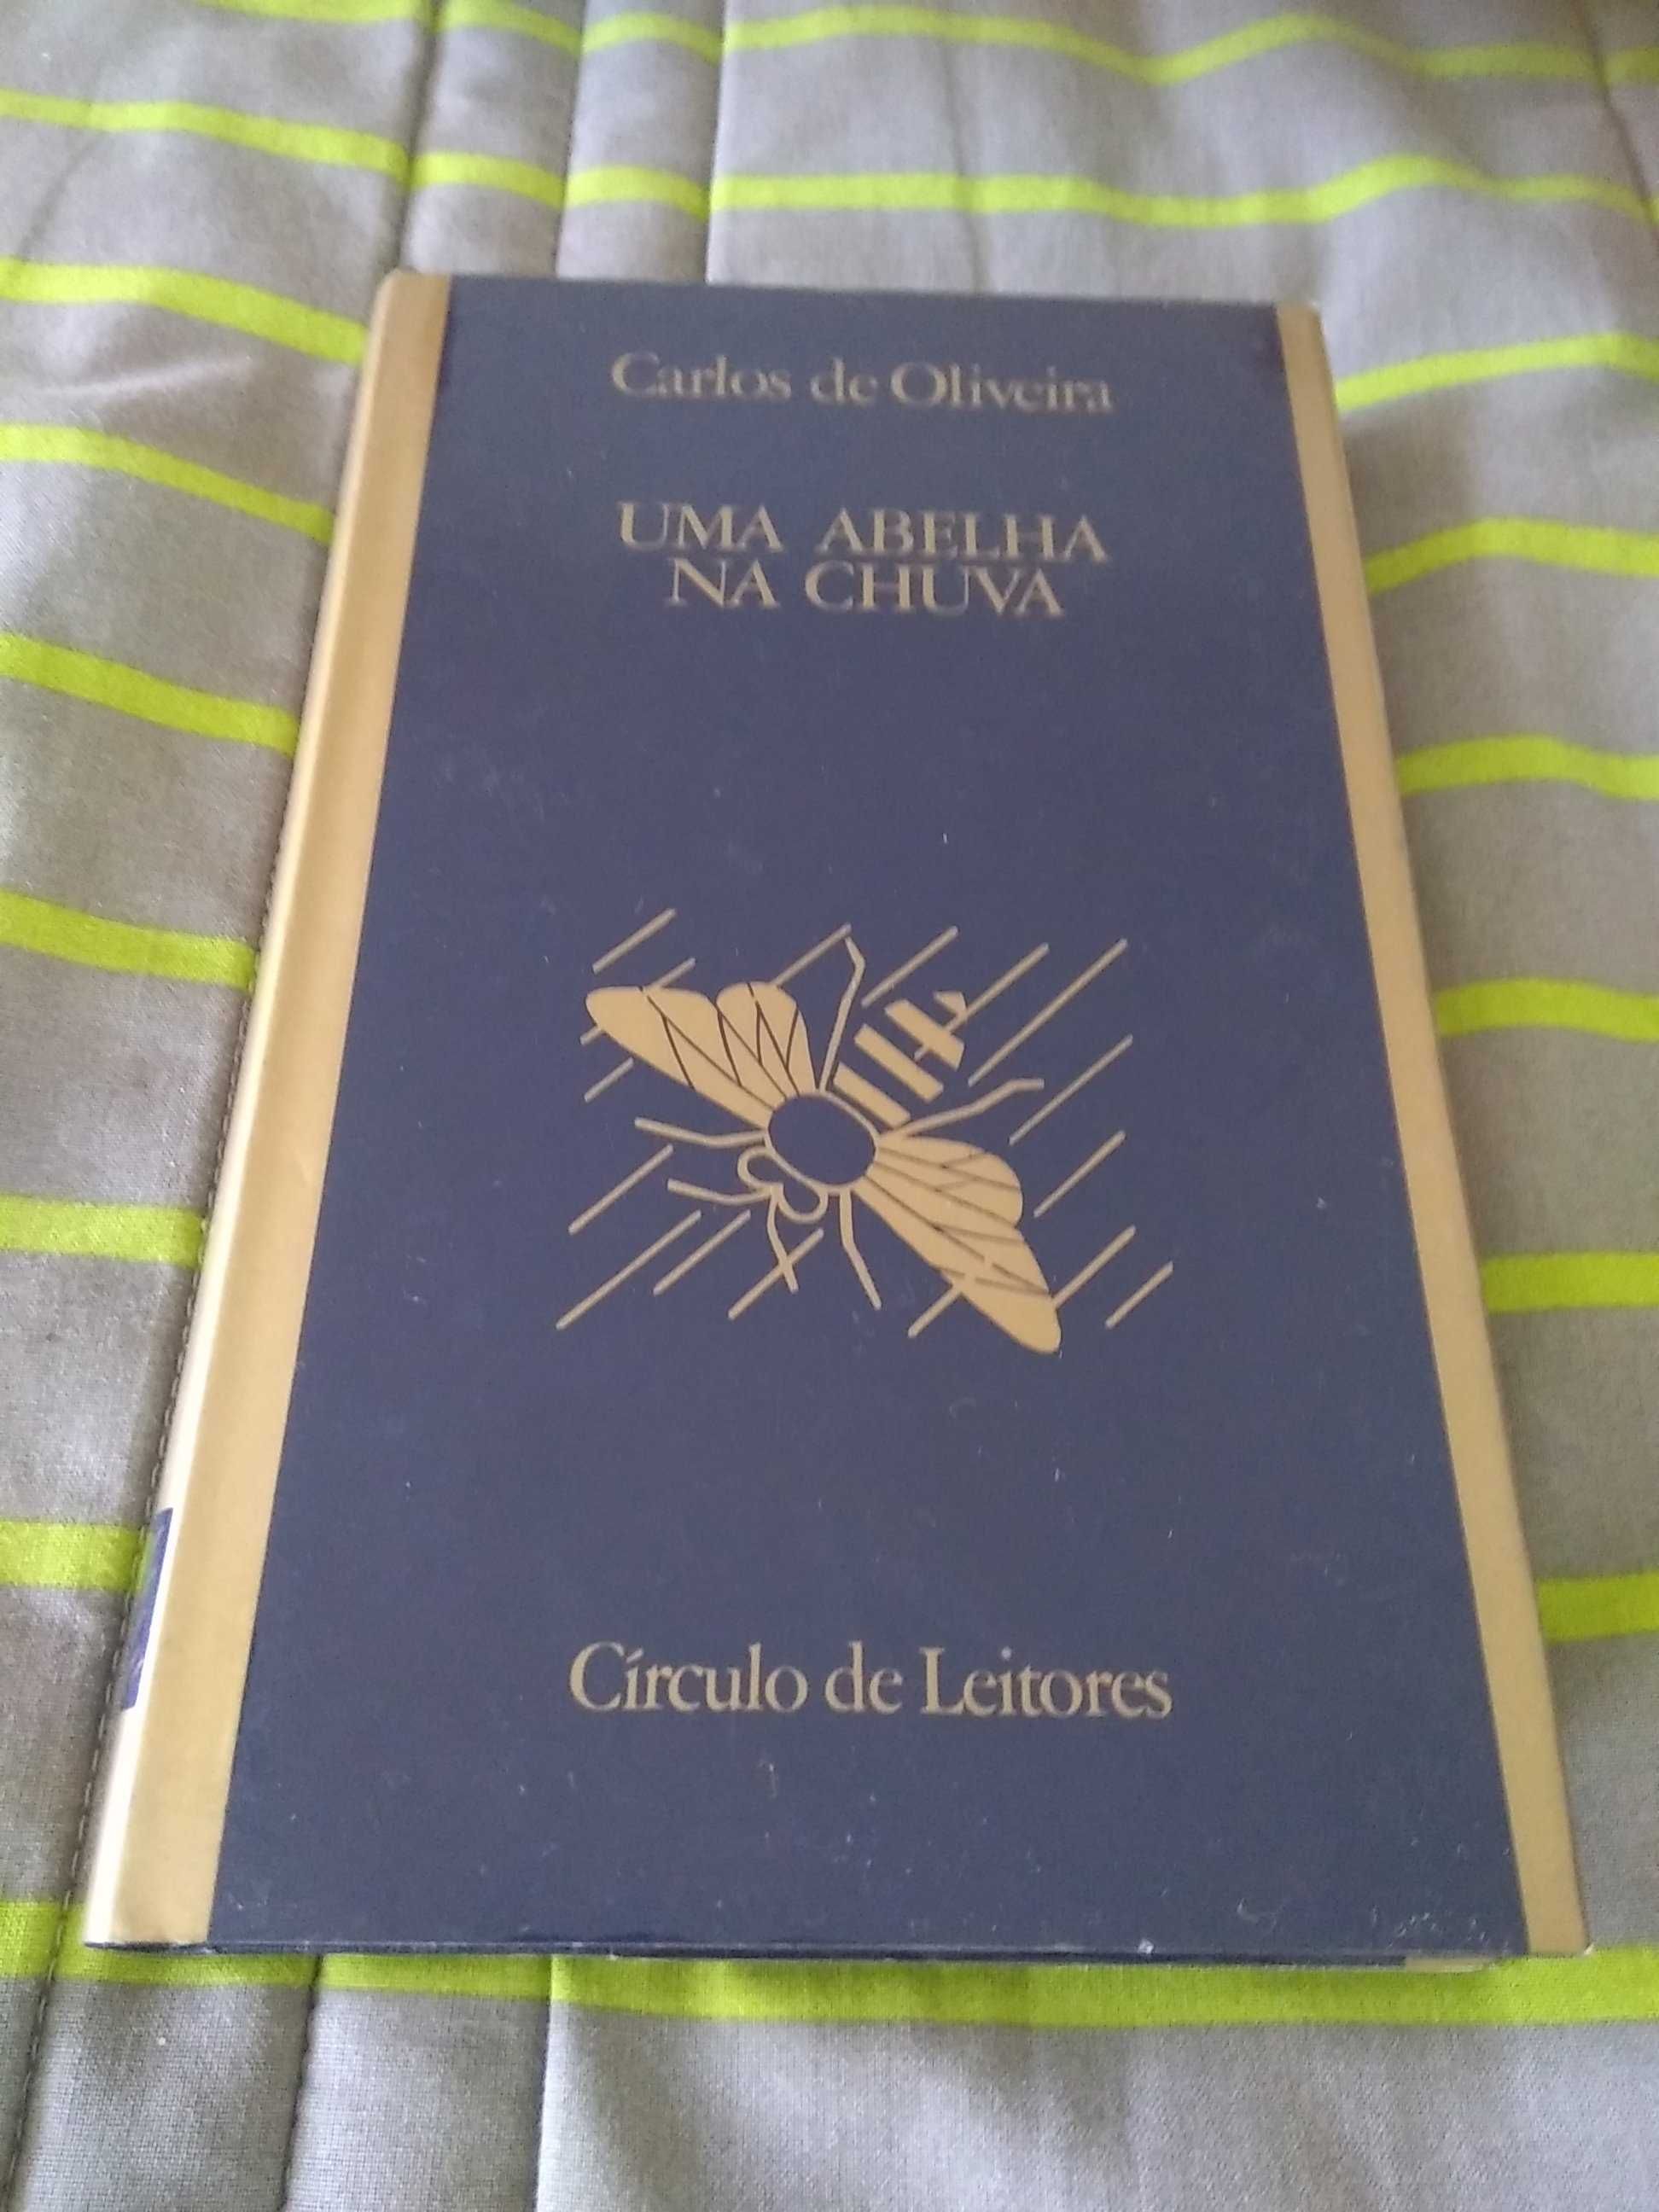 Carlos de Oliveira
UMA ABELHA
NA CHUVA
Círculo de Leitores